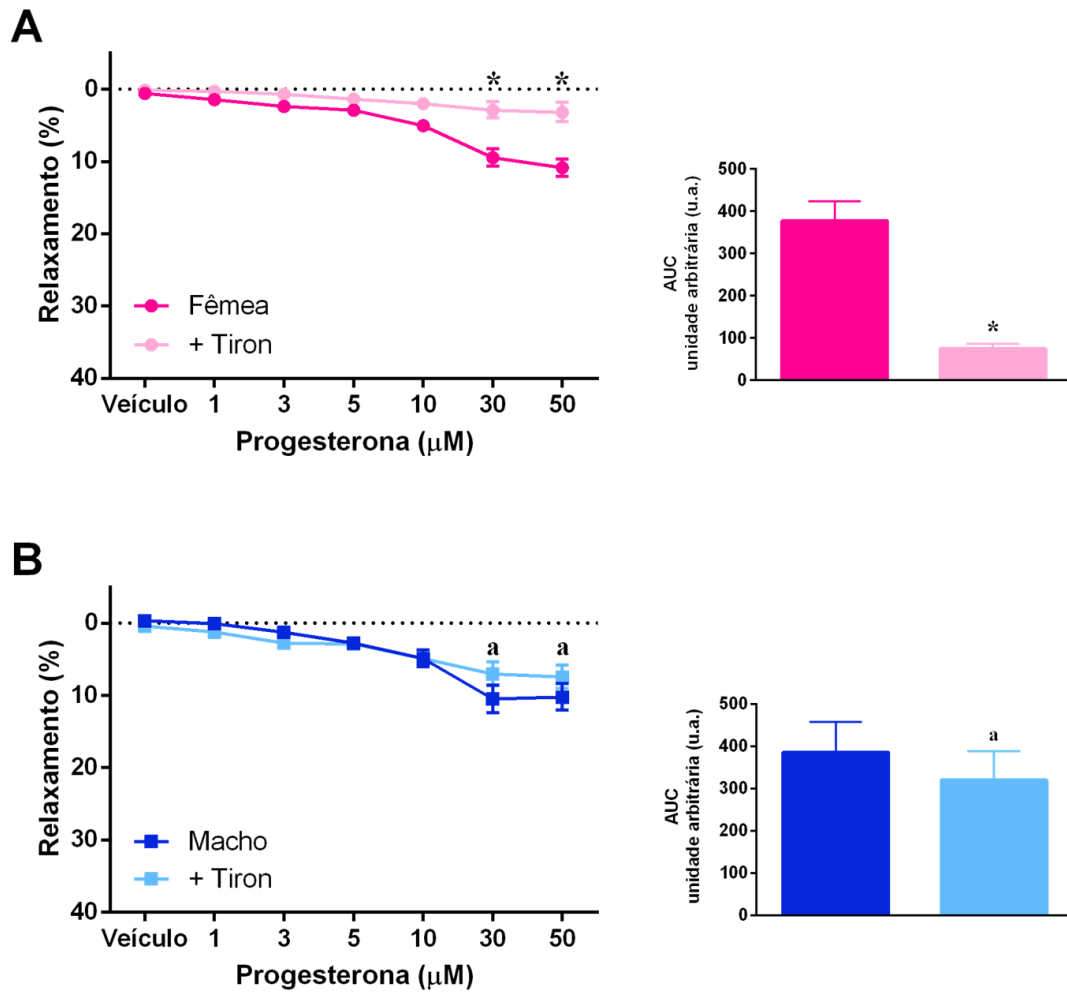 A
* *
0
10
20
30
40
Relaxamento (%)
Fêmea
+ Tiron
Veículo 1 3 5 10 30 50
Progesterona (μM)
500
400
300
200
100
0
AUC
unidade arbitrária (u.a.)
*
B
a a
0
10
20
30
40
Relaxamento (%)
Macho
+ Tiron
Veículo 1 3 5 10 30 50
Progesterona (μM)
500
400
300
200
100
0
AUC
unidade arbitrária (u.a.)
a